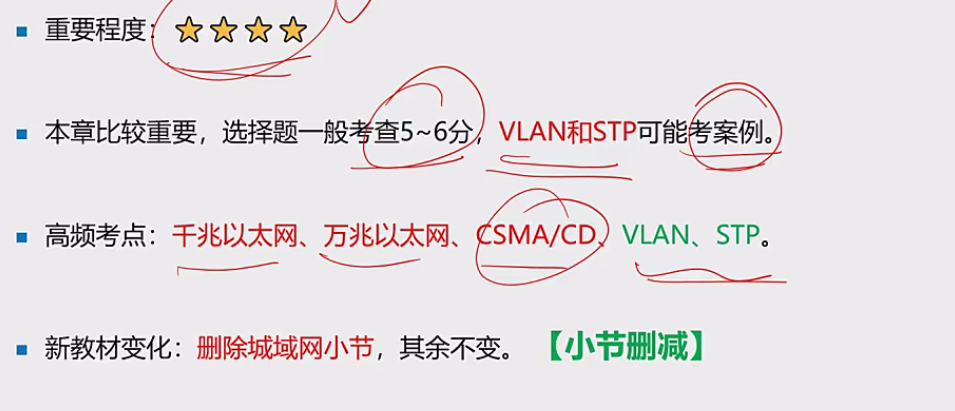 重要程度：
本章比较重要，选择题一般考查5~6分，VLAN和STP可能考案例。
高频考点：千兆以太网、万兆以太网、CSMA/CD、VLAN、STP。
新教材变化：删除城域网小节，其余不变。【小节删减】